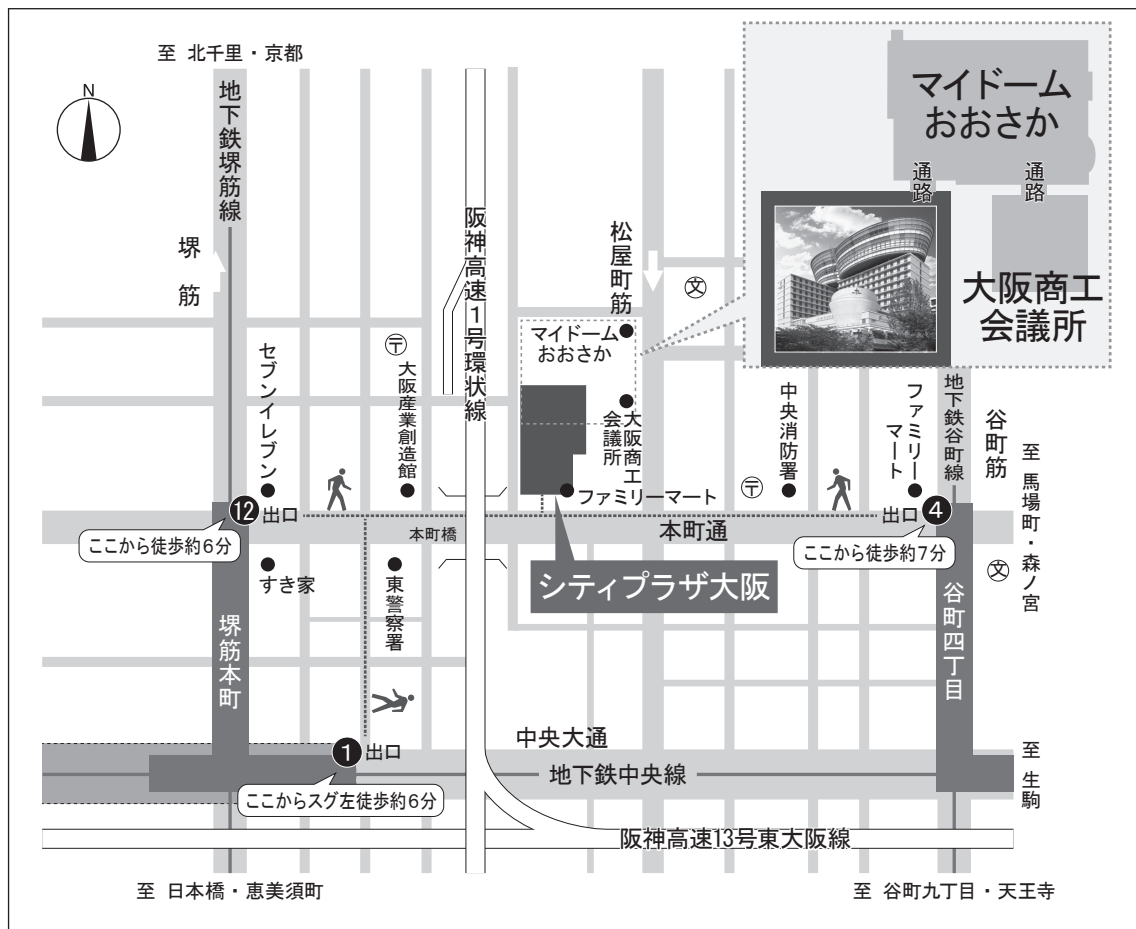 至 北千里・京都
N
地下鉄堺筋線
堺筋
阪神高速1号環状線
松屋町筋
文
マイドーム
おおさか
通路
通路
大阪商工
会議所
セブンイレブン
〒
大阪産業創造館
マイドーム
おおさか
大阪商工
会議所
中央消防署
ファミリー
マート
地下鉄谷町線
谷町筋
至 馬場町・森ノ宮
12 出口
ここから徒歩約6分
ファミリーマート
〒
出口 4
ここから徒歩約7分
本町橋
本町通
すき家
東警察署
シティプラザ大阪
文
堺筋本町
谷町四丁目
1 出口
ここからスグ左徒歩約6分
中央大通
地下鉄中央線
至 生駒
阪神高速13号東大阪線
至 日本橋・恵美須町
至 谷町九丁目・天王寺